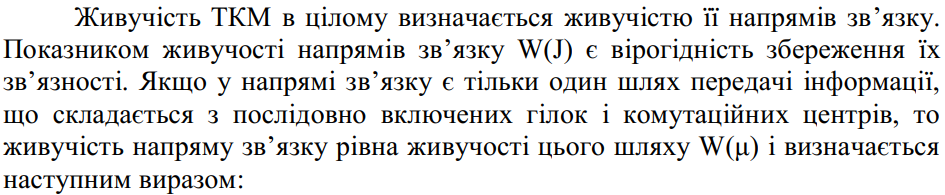 Живучість ТКМ в цілому визначається живучістю її напрямів зв’язку.
Показником живучості напрямів зв’язку W(J) є вірогідність збереження їх
зв’язності. Якщо у напрямі зв’язку є тільки один шлях передачі інформації,
що складається з послідовно включених гілок і комутаційних центрів, то
живучість напряму зв’язку рівна живучості цього шляху W(μ) і визначається
наступним виразом: